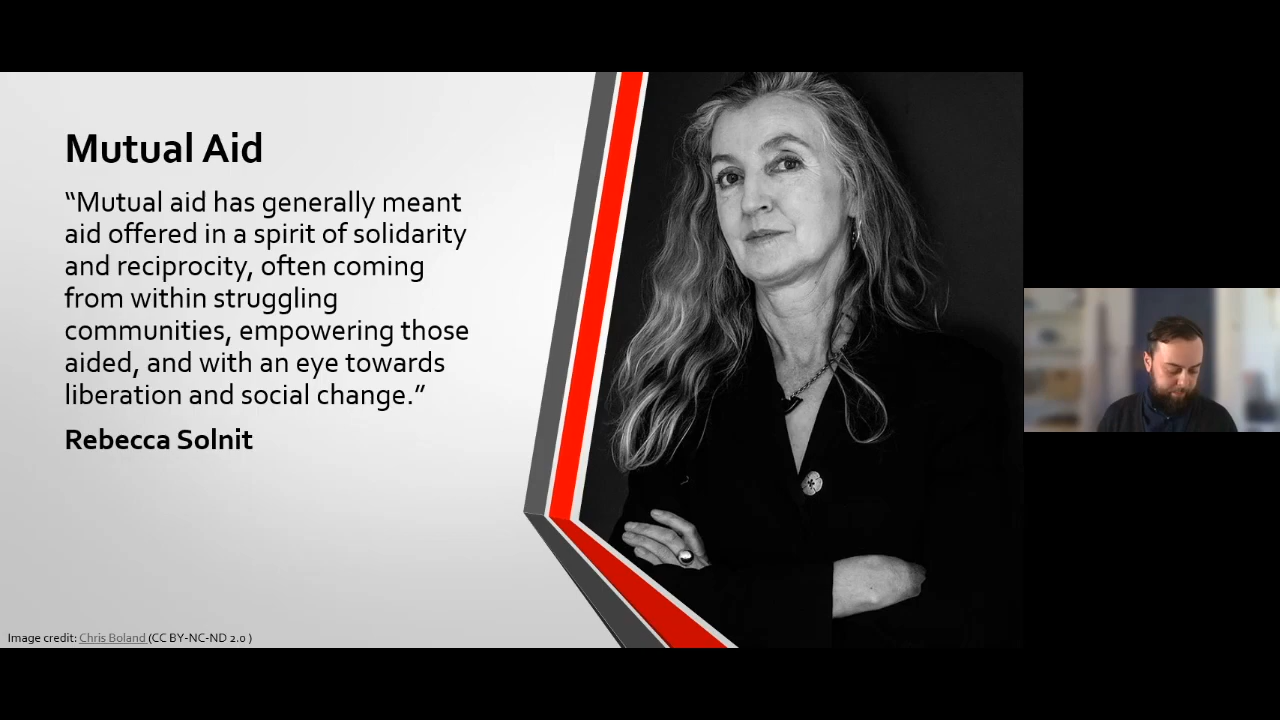 Mutual Aid
“Mutual aid has generally meant
aid offered in a spirit of solidarity
and reciprocity, often coming
from within struggling
communities, empowering those
aided, and with an eye towards
liberation and social change.”
Rebecca Solnit
Image credit: Chris Boland (CC BY-NC-ND 2.0 )